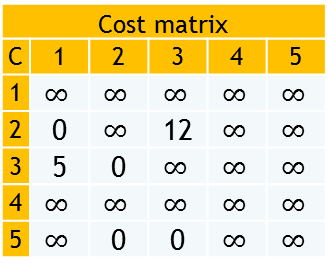 Cost matrix
C 1 2 3 4 5
1 ∞ ∞ ∞ ∞ ∞
2 0 ∞ 12 ∞ ∞
3 5 0 ∞ ∞ ∞
4 ∞ ∞ ∞ ∞ ∞
5 ∞ 0 0 ∞ ∞